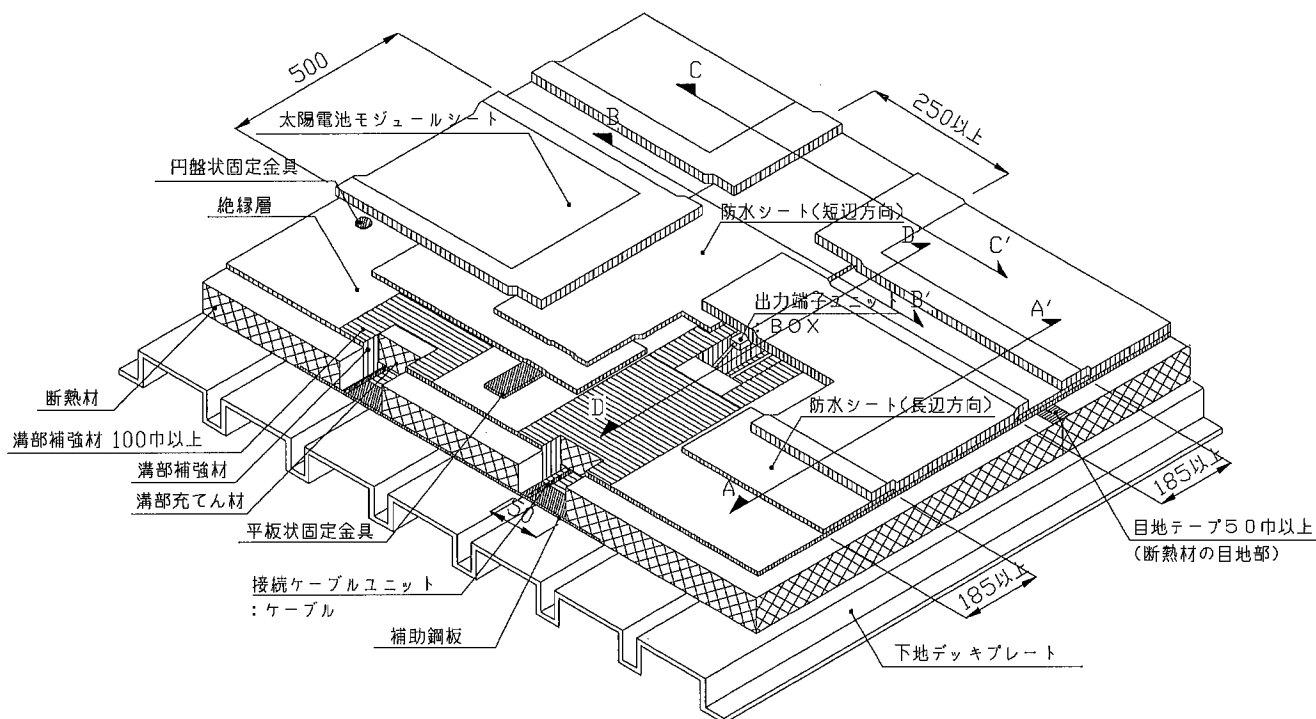 500
C
250以上
太陽電池モジュールシート
B
円盤状固定金具
絶縁層
防水シート(短辺方向)
D'
C'
出力端子ユニット
B'
BOX
A'
断熱材
防水シート(長辺方向)
D
溝部補強材 100巾以上
溝部補強材
溝部充てん材
A
50
185以上
平板状固定金具
目地テープ50巾以上
(断熱材の目地部)
接続ケーブルユニット
:ケーブル
185以上
補助鋼板
下地デッキプレート